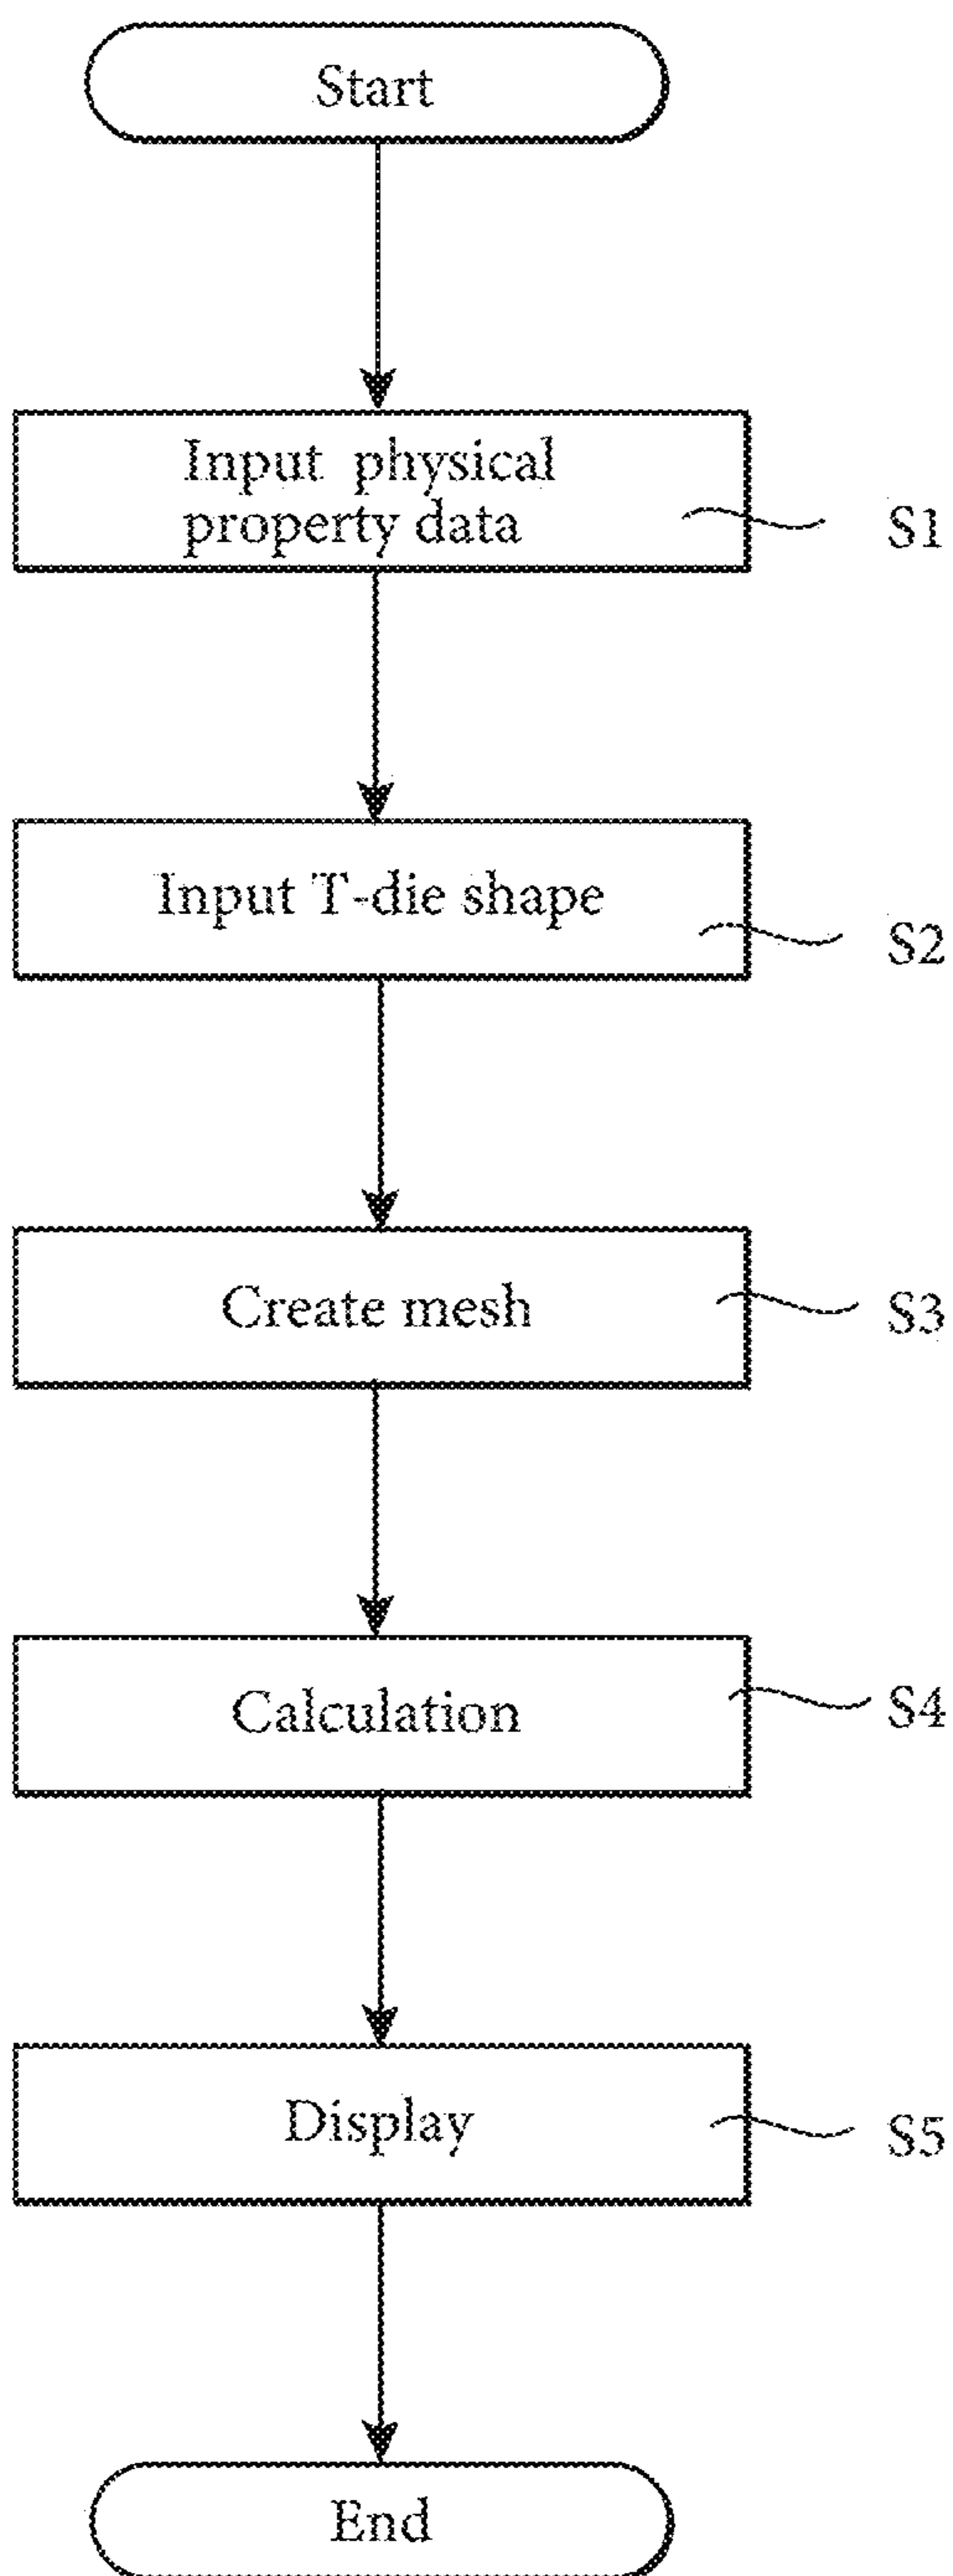 Start
Input physical
property data
S1
Input T-die shape
S2
Create mesh
S3
Calculation
S4
Display
S5
End